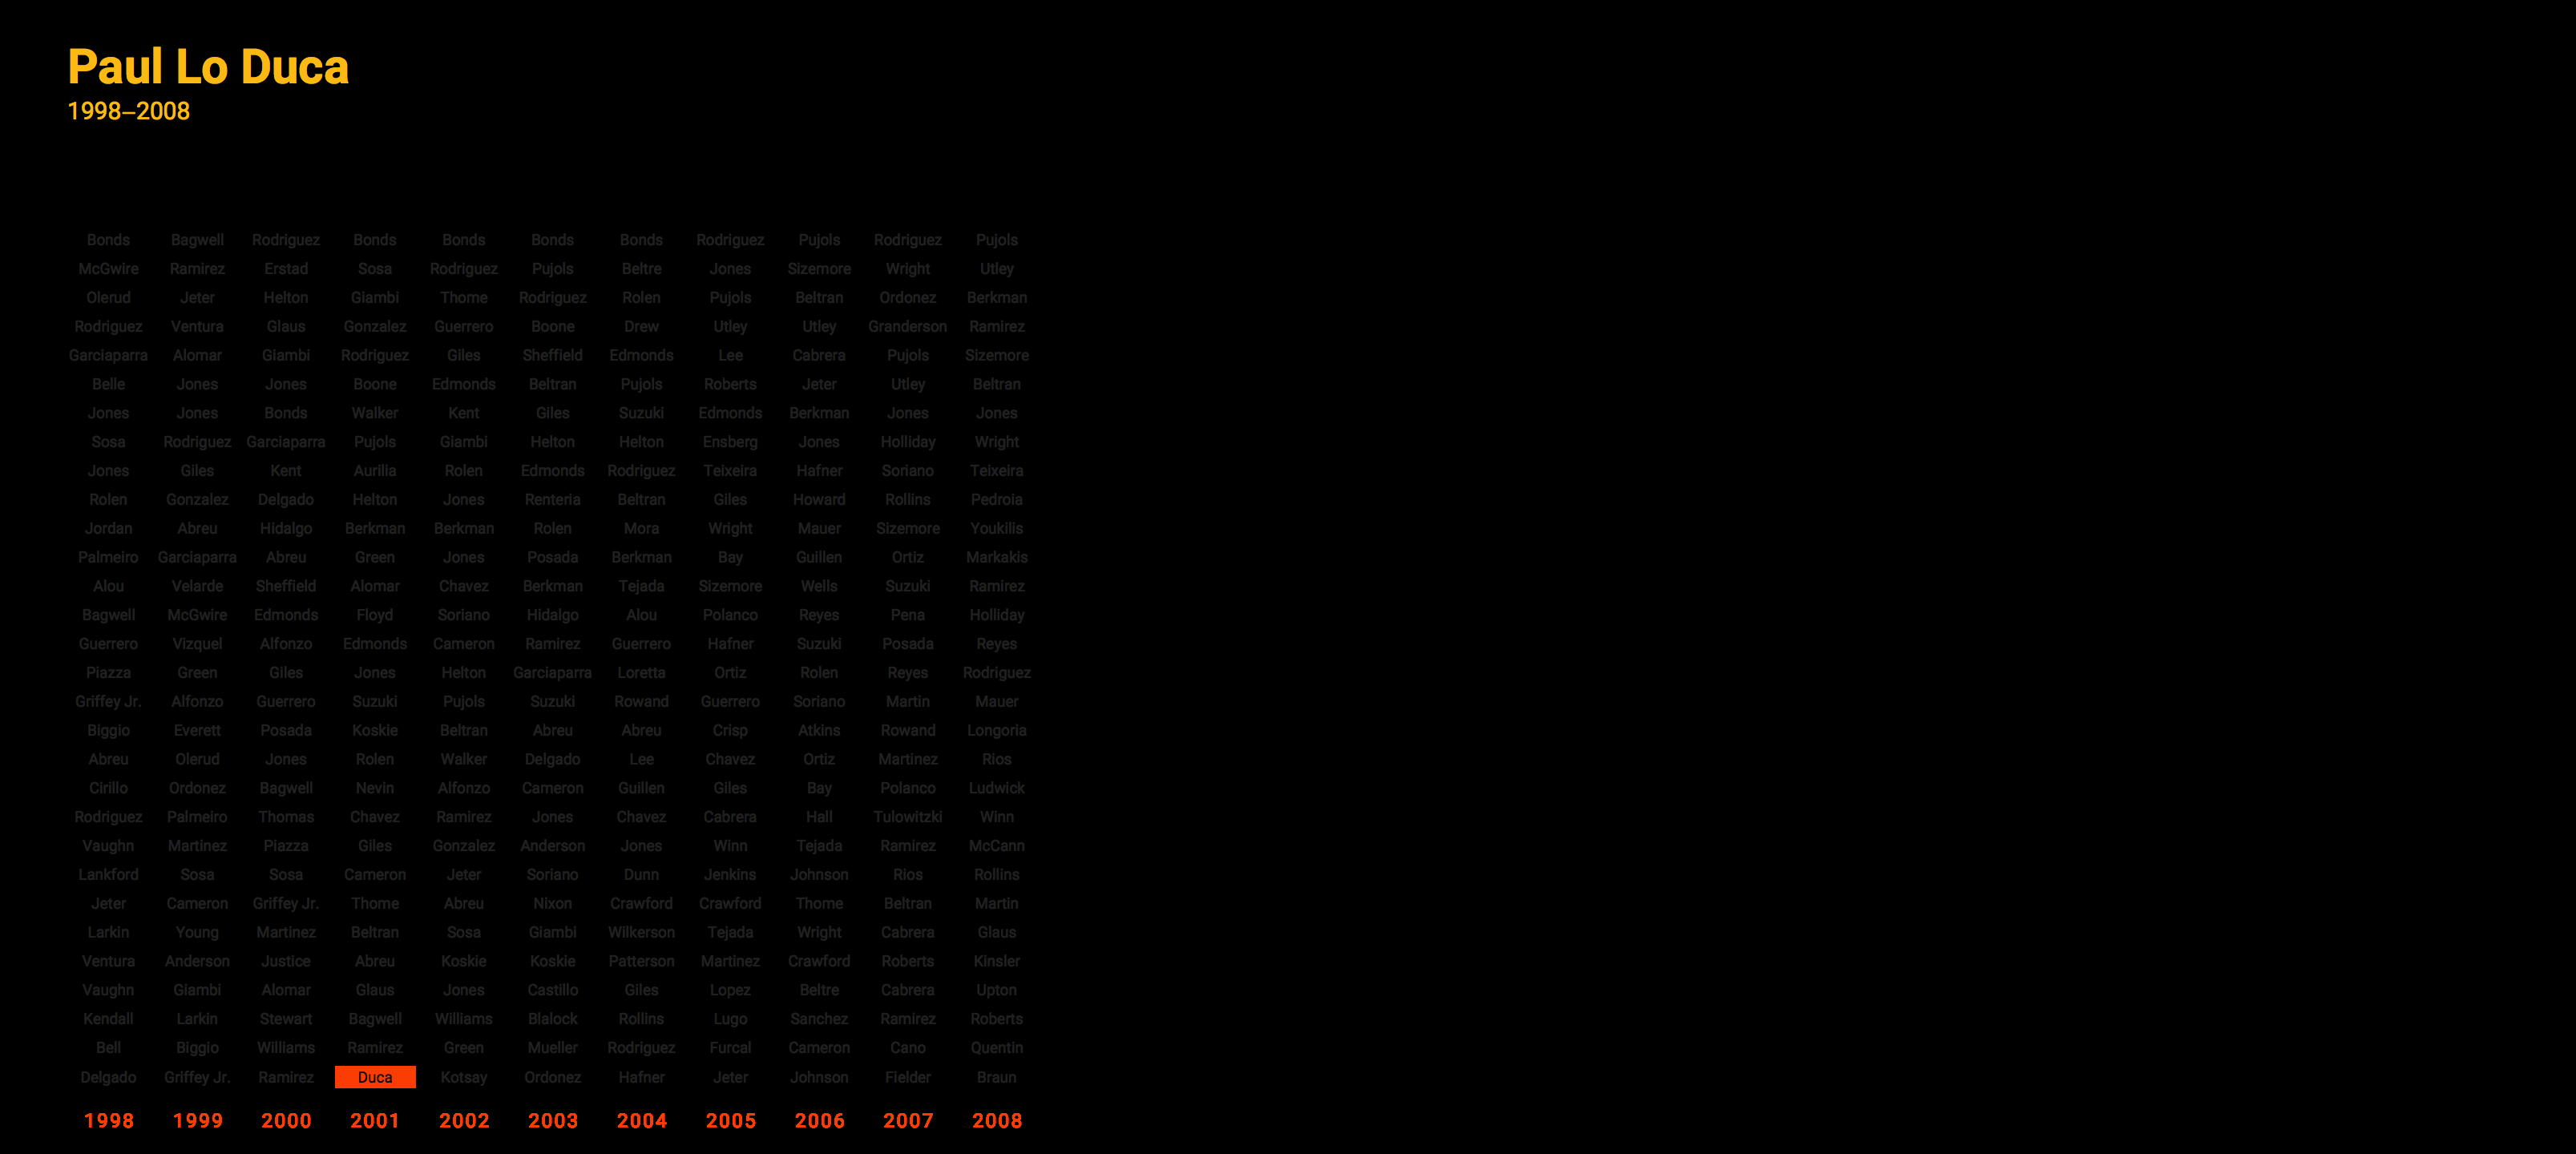 Paul Lo Duca
1998–2008
Bonds Bagwell Rodriguez Bonds Bonds Bonds Bonds Rodriguez Pujols Rodriguez Pujols
McGwire Ramirez Erstad Sosa Rodriguez Pujols Beltre Jones Sizemore Wright Utley
Olerud Jeter Helton Giambi Thome Rodriguez Rolen Pujols Beltran Ordonez Berkman
Rodriguez Ventura Glaus Gonzalez Guerrero Boone Drew Utley Utley Granderson Ramirez
Garciaparra Alomar Giambi Rodriguez Giles Sheffield Edmonds Lee Cabrera Pujols Sizemore
Belle Jones Jones Boone Edmonds Beltran Pujols Roberts Jeter Utley Beltran
Jones Jones Bonds Walker Kent Giles Suzuki Edmonds Berkman Jones Jones
Sosa Rodriguez Garciaparra Pujols Giambi Helton Helton Ensberg Jones Holliday Wright
Jones Giles Kent Aurilia Rolen Edmonds Rodriguez Teixeira Hafner Soriano Teixeira
Rolen Gonzalez Delgado Helton Jones Renteria Beltran Giles Howard Rollins Pedroia
Jordan Abreu Hidalgo Berkman Berkman Rolen Mora Wright Mauer Sizemore Youkilis
Palmeiro Garciaparra Abreu Green Jones Posada Berkman Bay Guillen Ortiz Markakis
Alou Velarde Sheffield Alomar Chavez Berkman Tejada Sizemore Wells Suzuki Ramirez
Bagwell McGwire Edmonds Floyd Soriano Hidalgo Alou Polanco Reyes Pena Holliday
Guerrero Vizquel Alfonzo Edmonds Cameron Ramirez Guerrero Hafner Suzuki Posada Reyes
Piazza Green Giles Jones Helton Garciaparra Loretta Ortiz Rolen Reyes Rodriguez
Griffey Jr. Alfonzo Guerrero Suzuki Pujols Suzuki Rowand Guerrero Soriano Martin Mauer
Biggio Everett Posada Koskie Beltran Abreu Abreu Crisp Atkins Rowand Longoria
Abreu Olerud Jones Rolen Walker Delgado Lee Chavez Ortiz Martinez Rios
Cirillo Ordonez Bagwell Nevin Alfonzo Cameron Guillen Giles Bay Polanco Ludwick
Rodriguez Palmeiro Thomas Chavez Ramirez Jones Chavez Cabrera Hall Tulowitzki Winn
Vaughn Martinez Piazza Giles Gonzalez Anderson Jones Winn Tejada Ramirez McCann
Lankford Sosa Sosa Cameron Jeter Soriano Dunn Jenkins Johnson Rios Rollins
Jeter Cameron Griffey Jr. Thome Abreu Nixon Crawford Crawford Thome Beltran Martin
Larkin Young Martinez Beltran Sosa Giambi Wilkerson Tejada Wright Cabrera Glaus
Ventura Anderson Justice Abreu Koskie Koskie Patterson Martinez Crawford Roberts Kinsler
Vaughn Giambi Alomar Glaus Jones Castillo Giles Lopez Beltre Cabrera Upton
Kendall Larkin Stewart Bagwell Williams Blalock Rollins Lugo Sanchez Ramirez Roberts
Bell Biggio Williams Ramirez Green Mueller Rodriguez Furcal Cameron Cano Quentin
Delgado Griffey Jr. Ramirez Duca Kotsay Ordonez Hafner Jeter Johnson Fielder Braun
1998 1999 2000 2001 2002 2003 2004 2005 2006 2007 2008